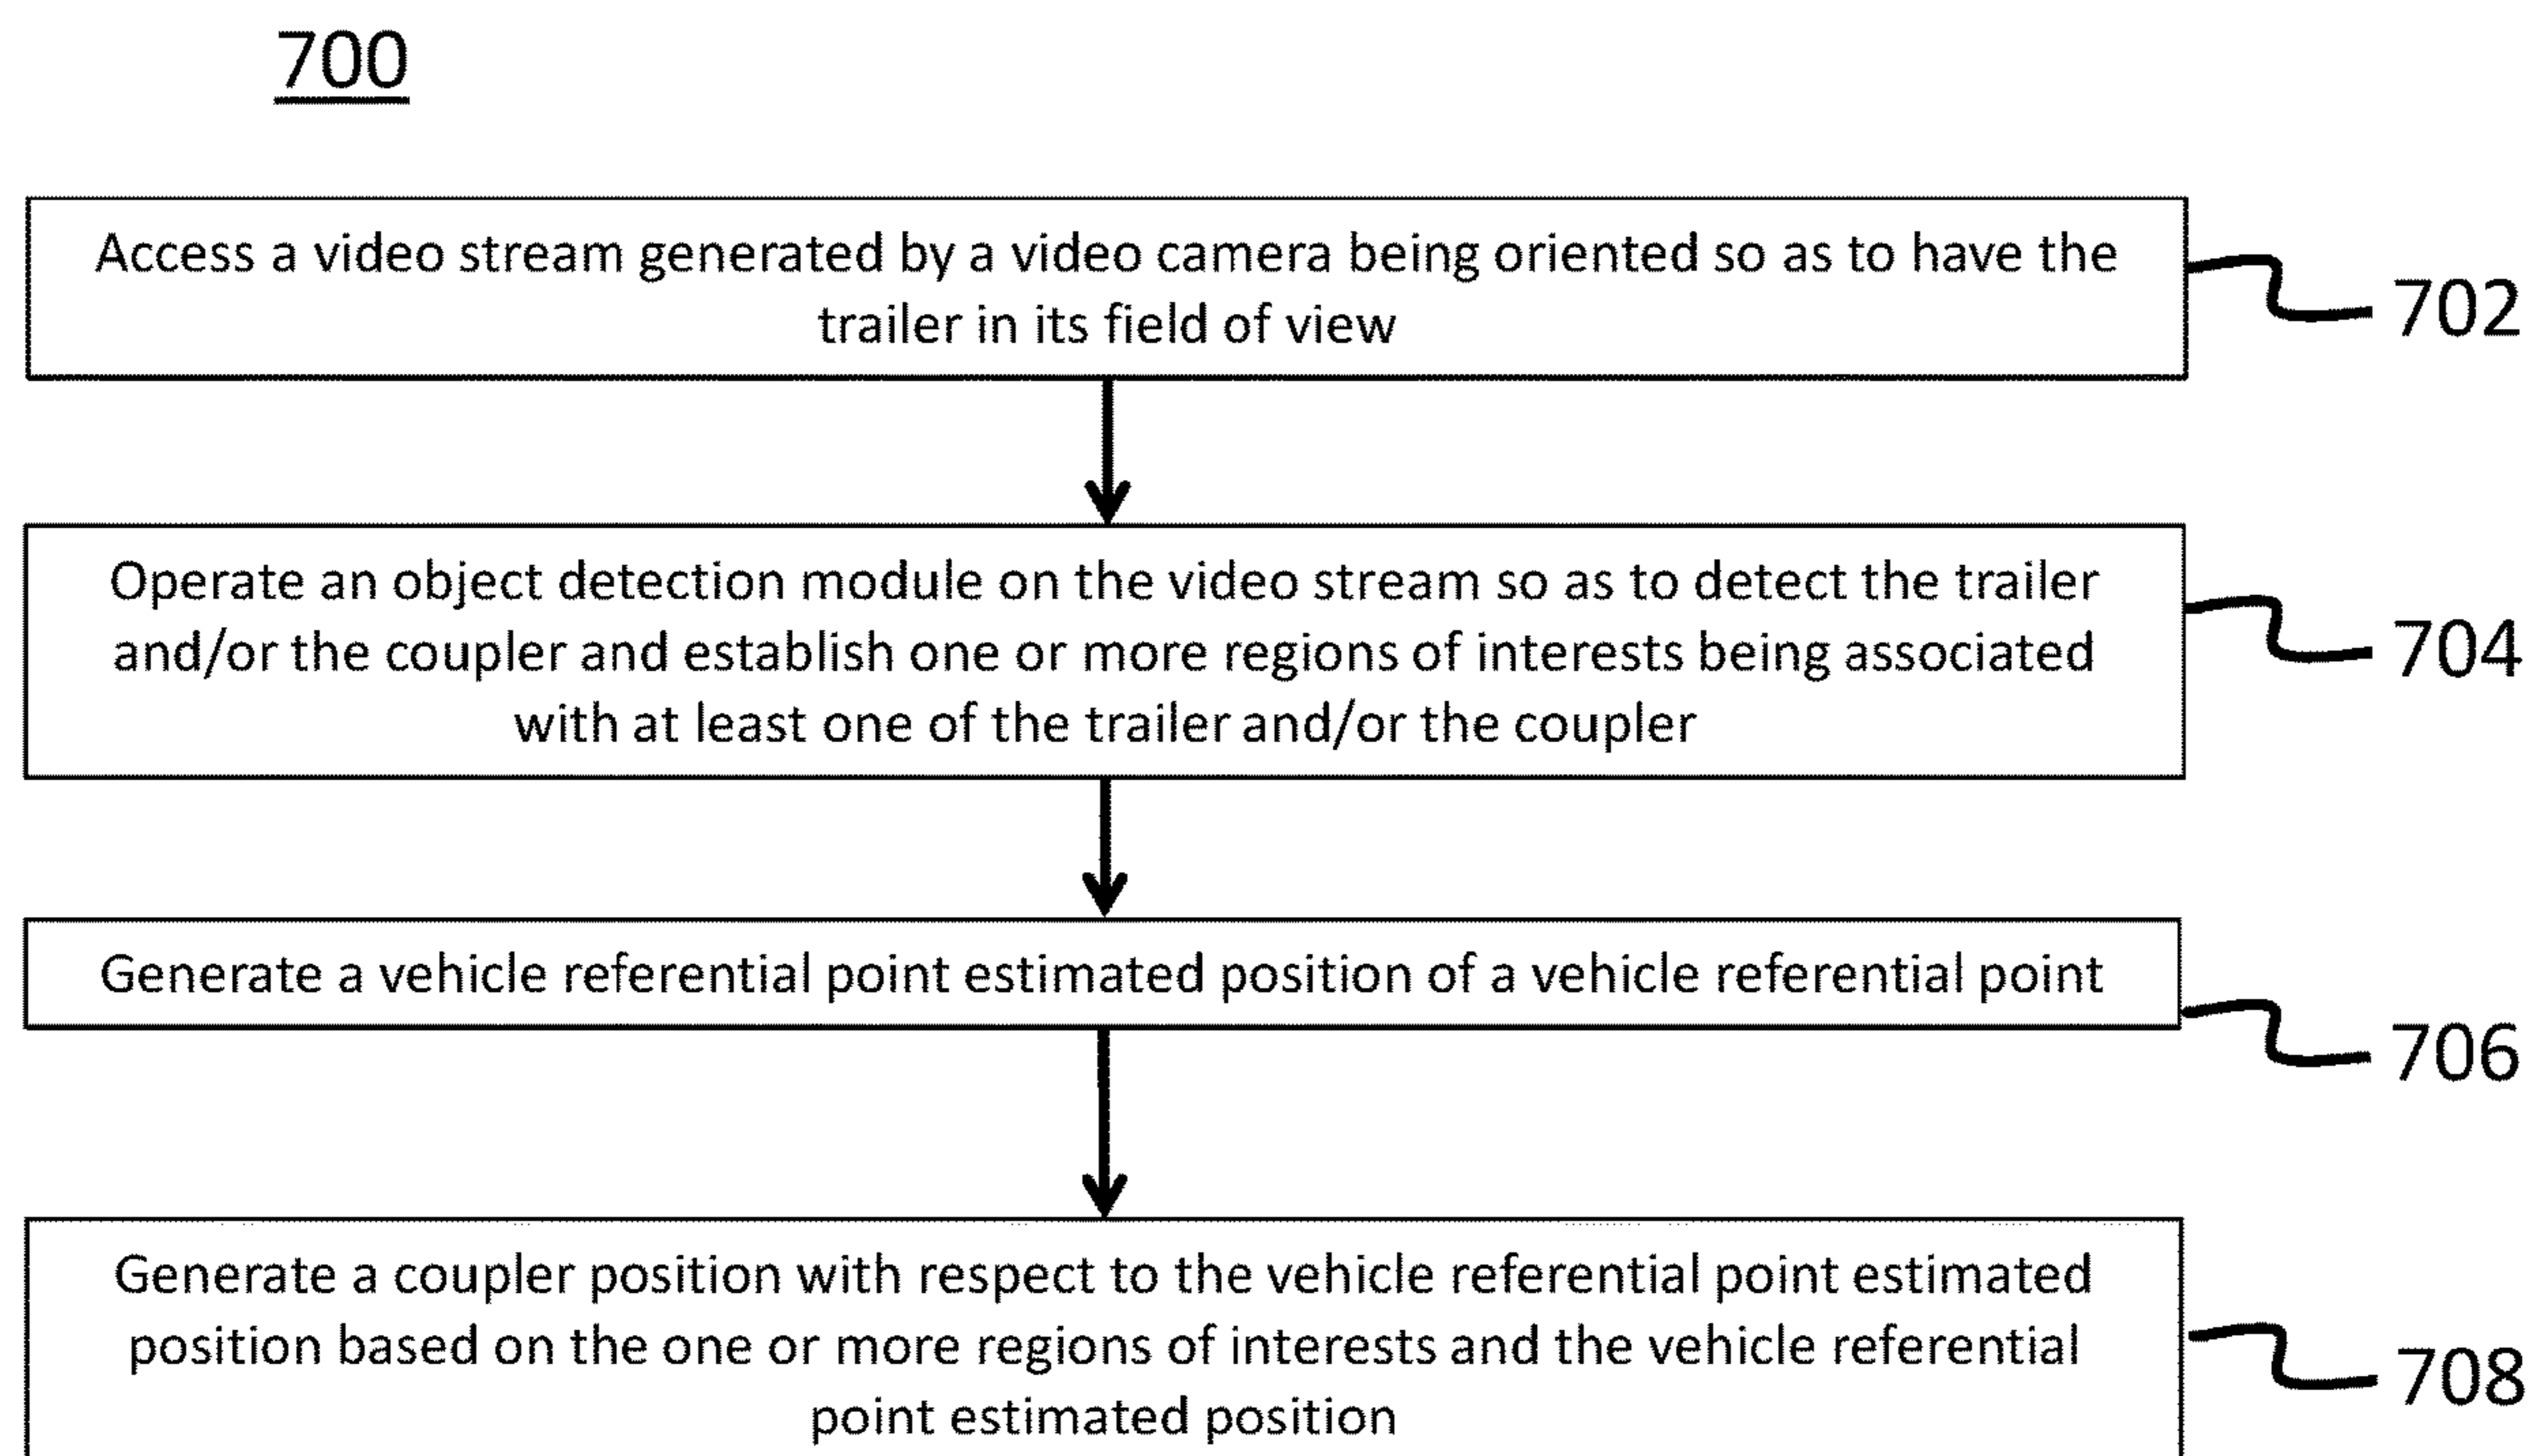 700
Access a video stream generated by a video camera being oriented so as to have the
trailer in its field of view
702
Operate an object detection module on the video stream so as to detect the trailer
and/or the coupler and establish one or more regions of interests being associated
with at least one of the trailer and/or the coupler
704
Generate a vehicle referential point estimated position of a vehicle referential point
706
Generate a coupler position with respect to the vehicle referential point estimated
position based on the one or more regions of interests and the vehicle referential
point estimated position
708